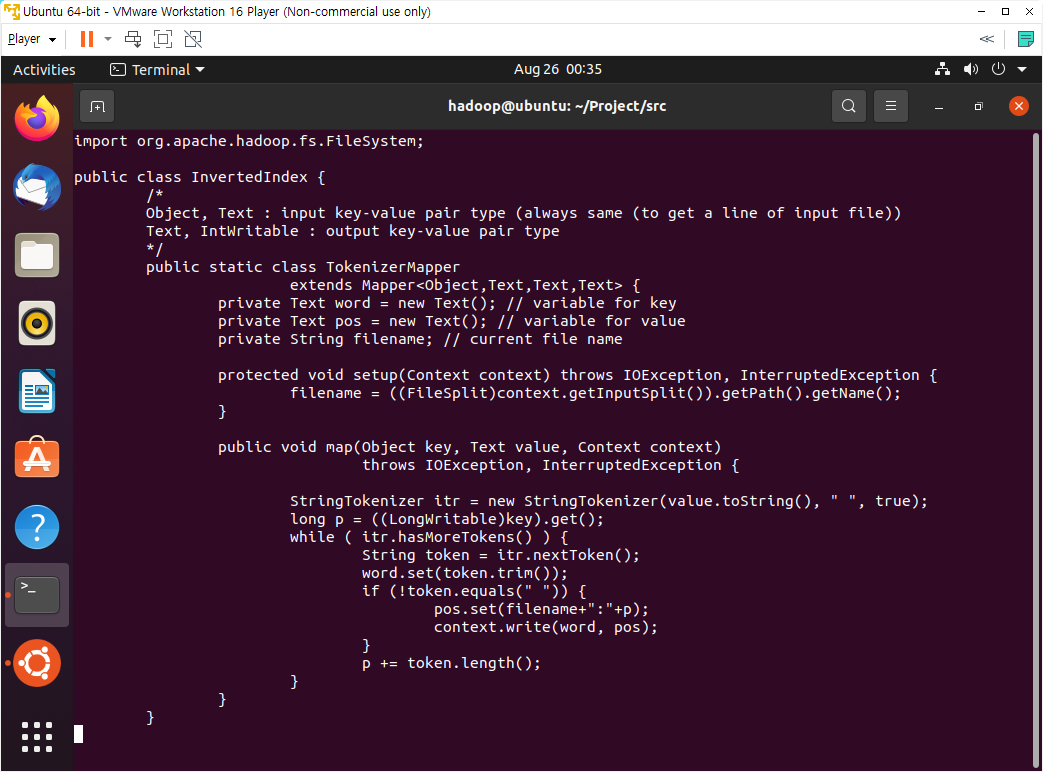 Ubuntu 64-bit - VMware Workstation 16 Player (Non-commercial use only)
Player
Activities Terminal Aug 26 00:35
hadoop@ubuntu: ~/Project/src
import org.apache.hadoop.fs.FileSystem;
public class InvertedIndex {
/*
Object, Text : input key-value pair type (always same (to get a line of input file))
Text, IntWritable : output key-value pair type
*/
public static class TokenizerMapper
extends Mapper<Object,Text,Text,Text> {
private Text word = new Text(); // variable for key
private Text pos = new Text(); // variable for value
private String filename; // current file name
protected void setup(Context context) throws IOException, InterruptedException {
filename = ((FileSplit)context.getInputSplit()).getPath().getName();
}
public void map(Object key, Text value, Context context)
throws IOException, InterruptedException {
StringTokenizer itr = new StringTokenizer(value.toString(), " ", true);
long p = ((LongWritable)key).get();
while ( itr.hasMoreTokens() ) {
String token = itr.nextToken();
word.set(token.trim());
if (!token.equals(" ")) {
pos.set(filename+":"+p);
context.write(word, pos);
}
p += token.length();
}
}
}